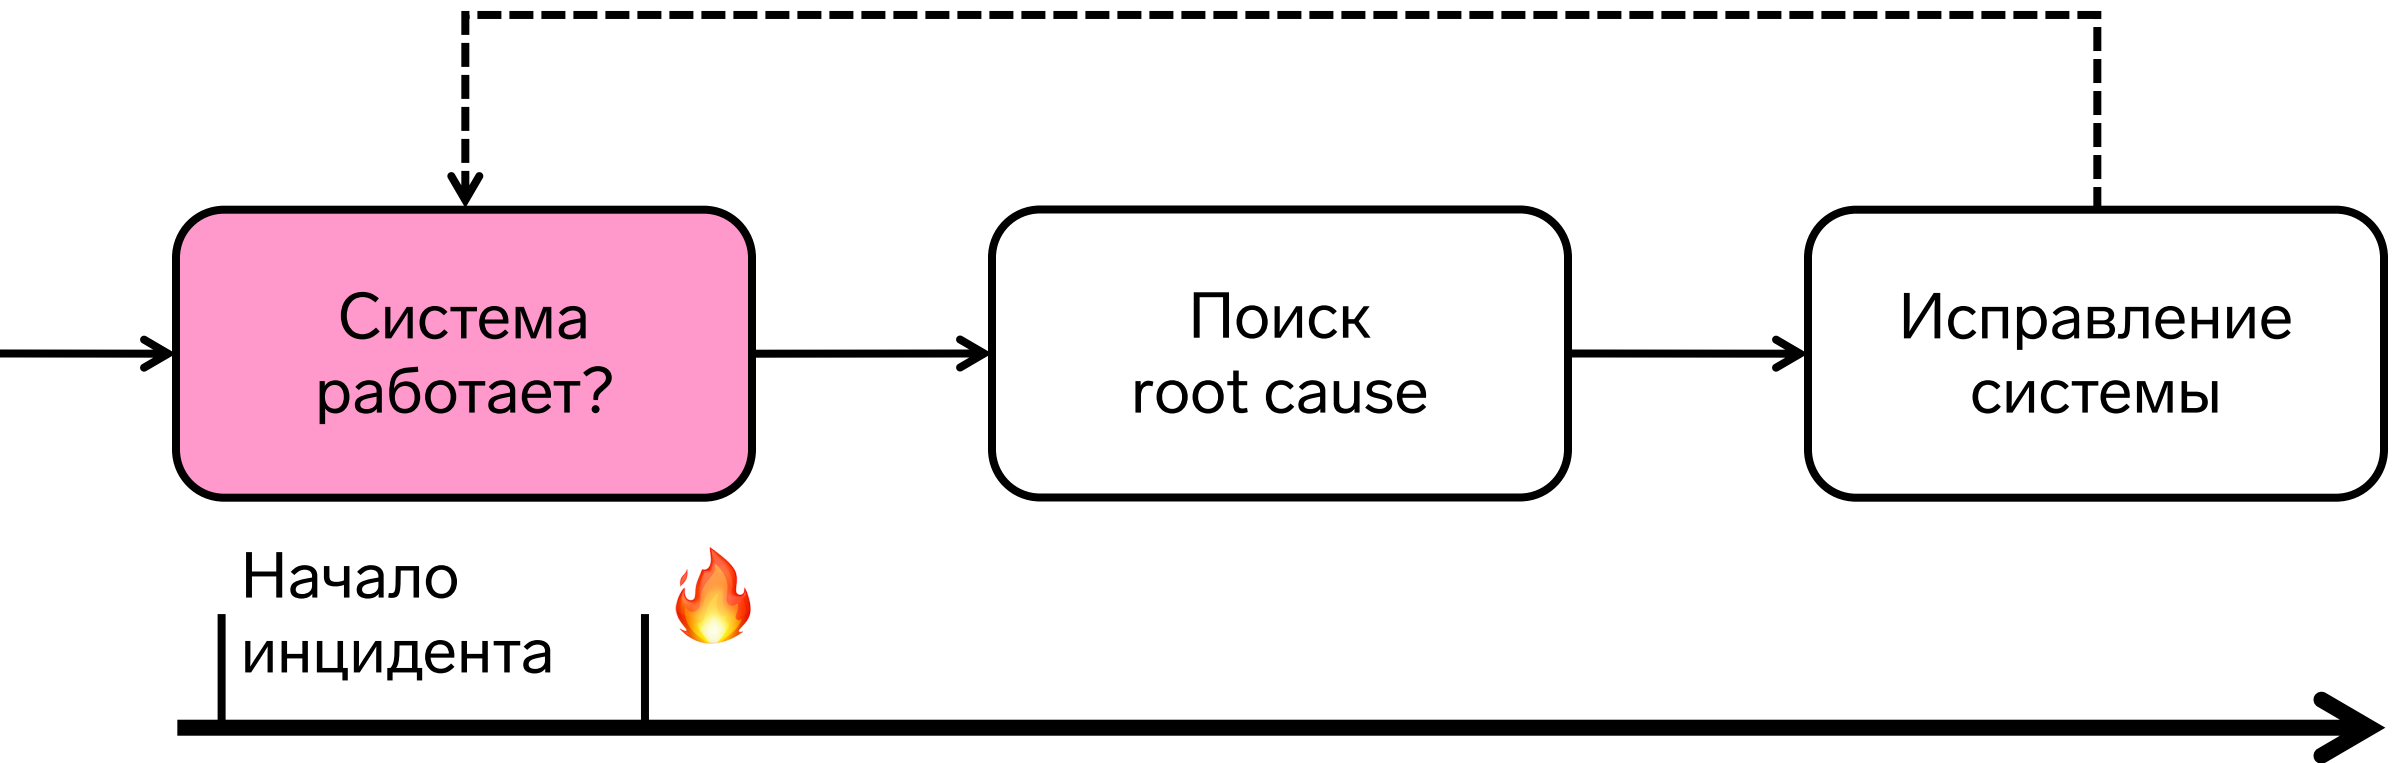 Система
работает?
Поиск
root cause
Исправление
системы
Начало
инцидента